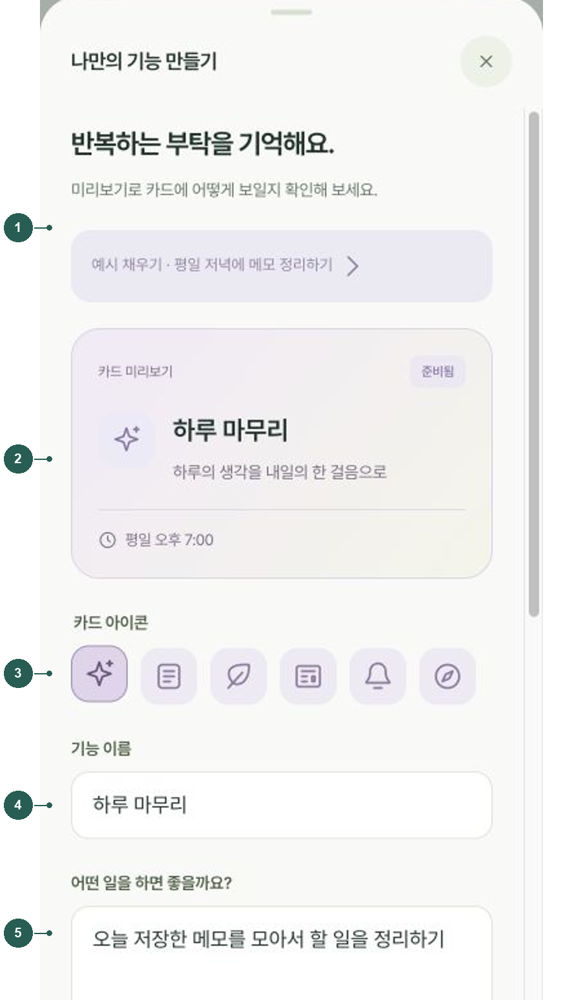 나만의 기능 만들기
반복하는 부탁을 기억해요.
미리보기로 카드에 어떻게 보일지 확인해 보세요.
1
예시 채우기 · 평일 저녁에 메모 정리하기
카드 미리보기
준비됨
하루 마무리
2
하루의 생각을 내일의 한 걸음으로
평일 오후 7:00
카드 아이콘
3
기능 이름
4
하루 마무리
어떤 일을 하면 좋을까요?
5
오늘 저장한 메모를 모아서 할 일을 정리하기